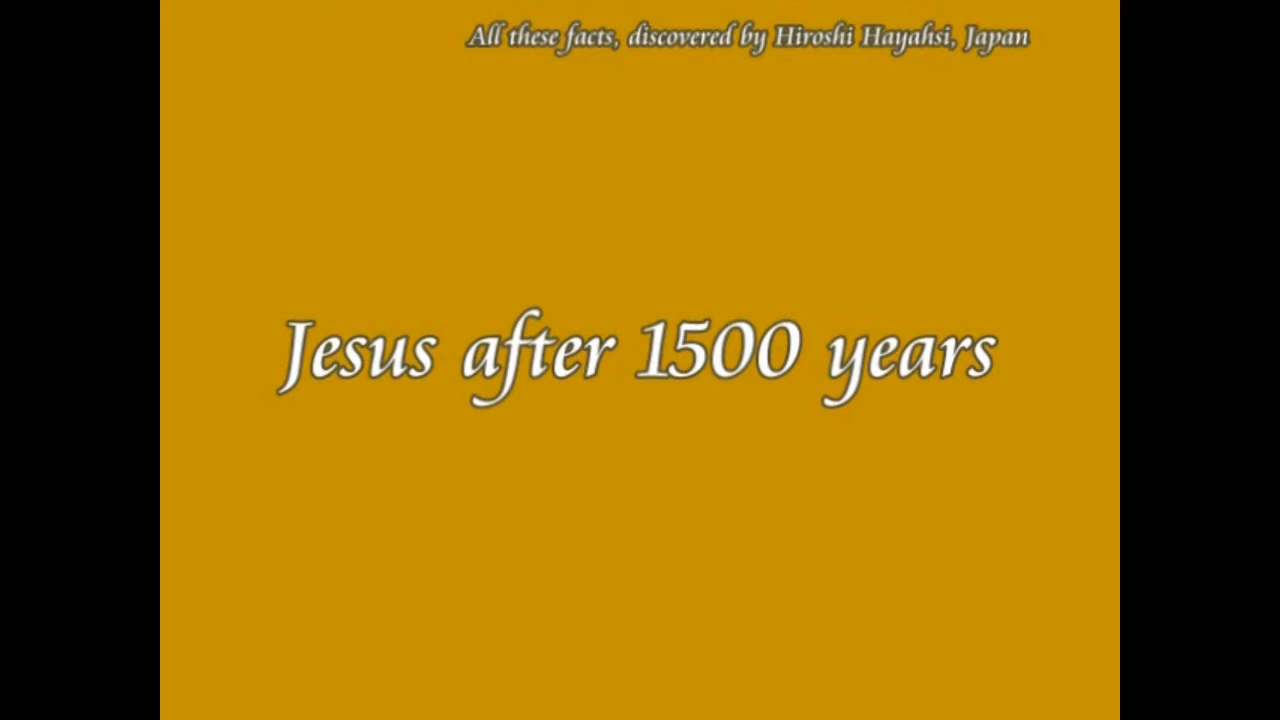 All these facts, discovered by Hiroshi Hayahsi, Japan
Jesus after 1500 years